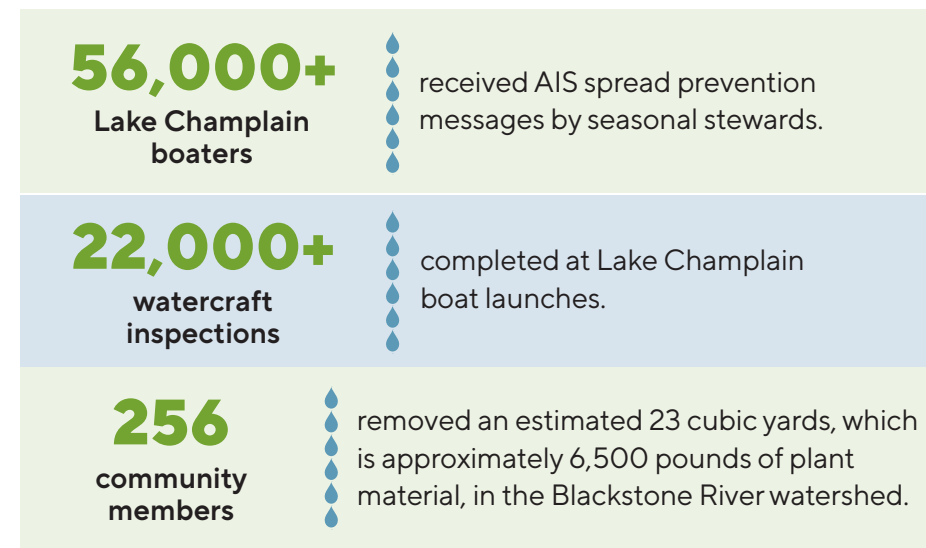 56,000+
Lake Champlain
boaters
received AIS spread prevention
messages by seasonal stewards.
22,000+
watercraft
inspections
completed at Lake Champlain
boat launches.
256
community
members
removed an estimated 23 cubic yards, which
is approximately 6,500 pounds of plant
material, in the Blackstone River watershed.